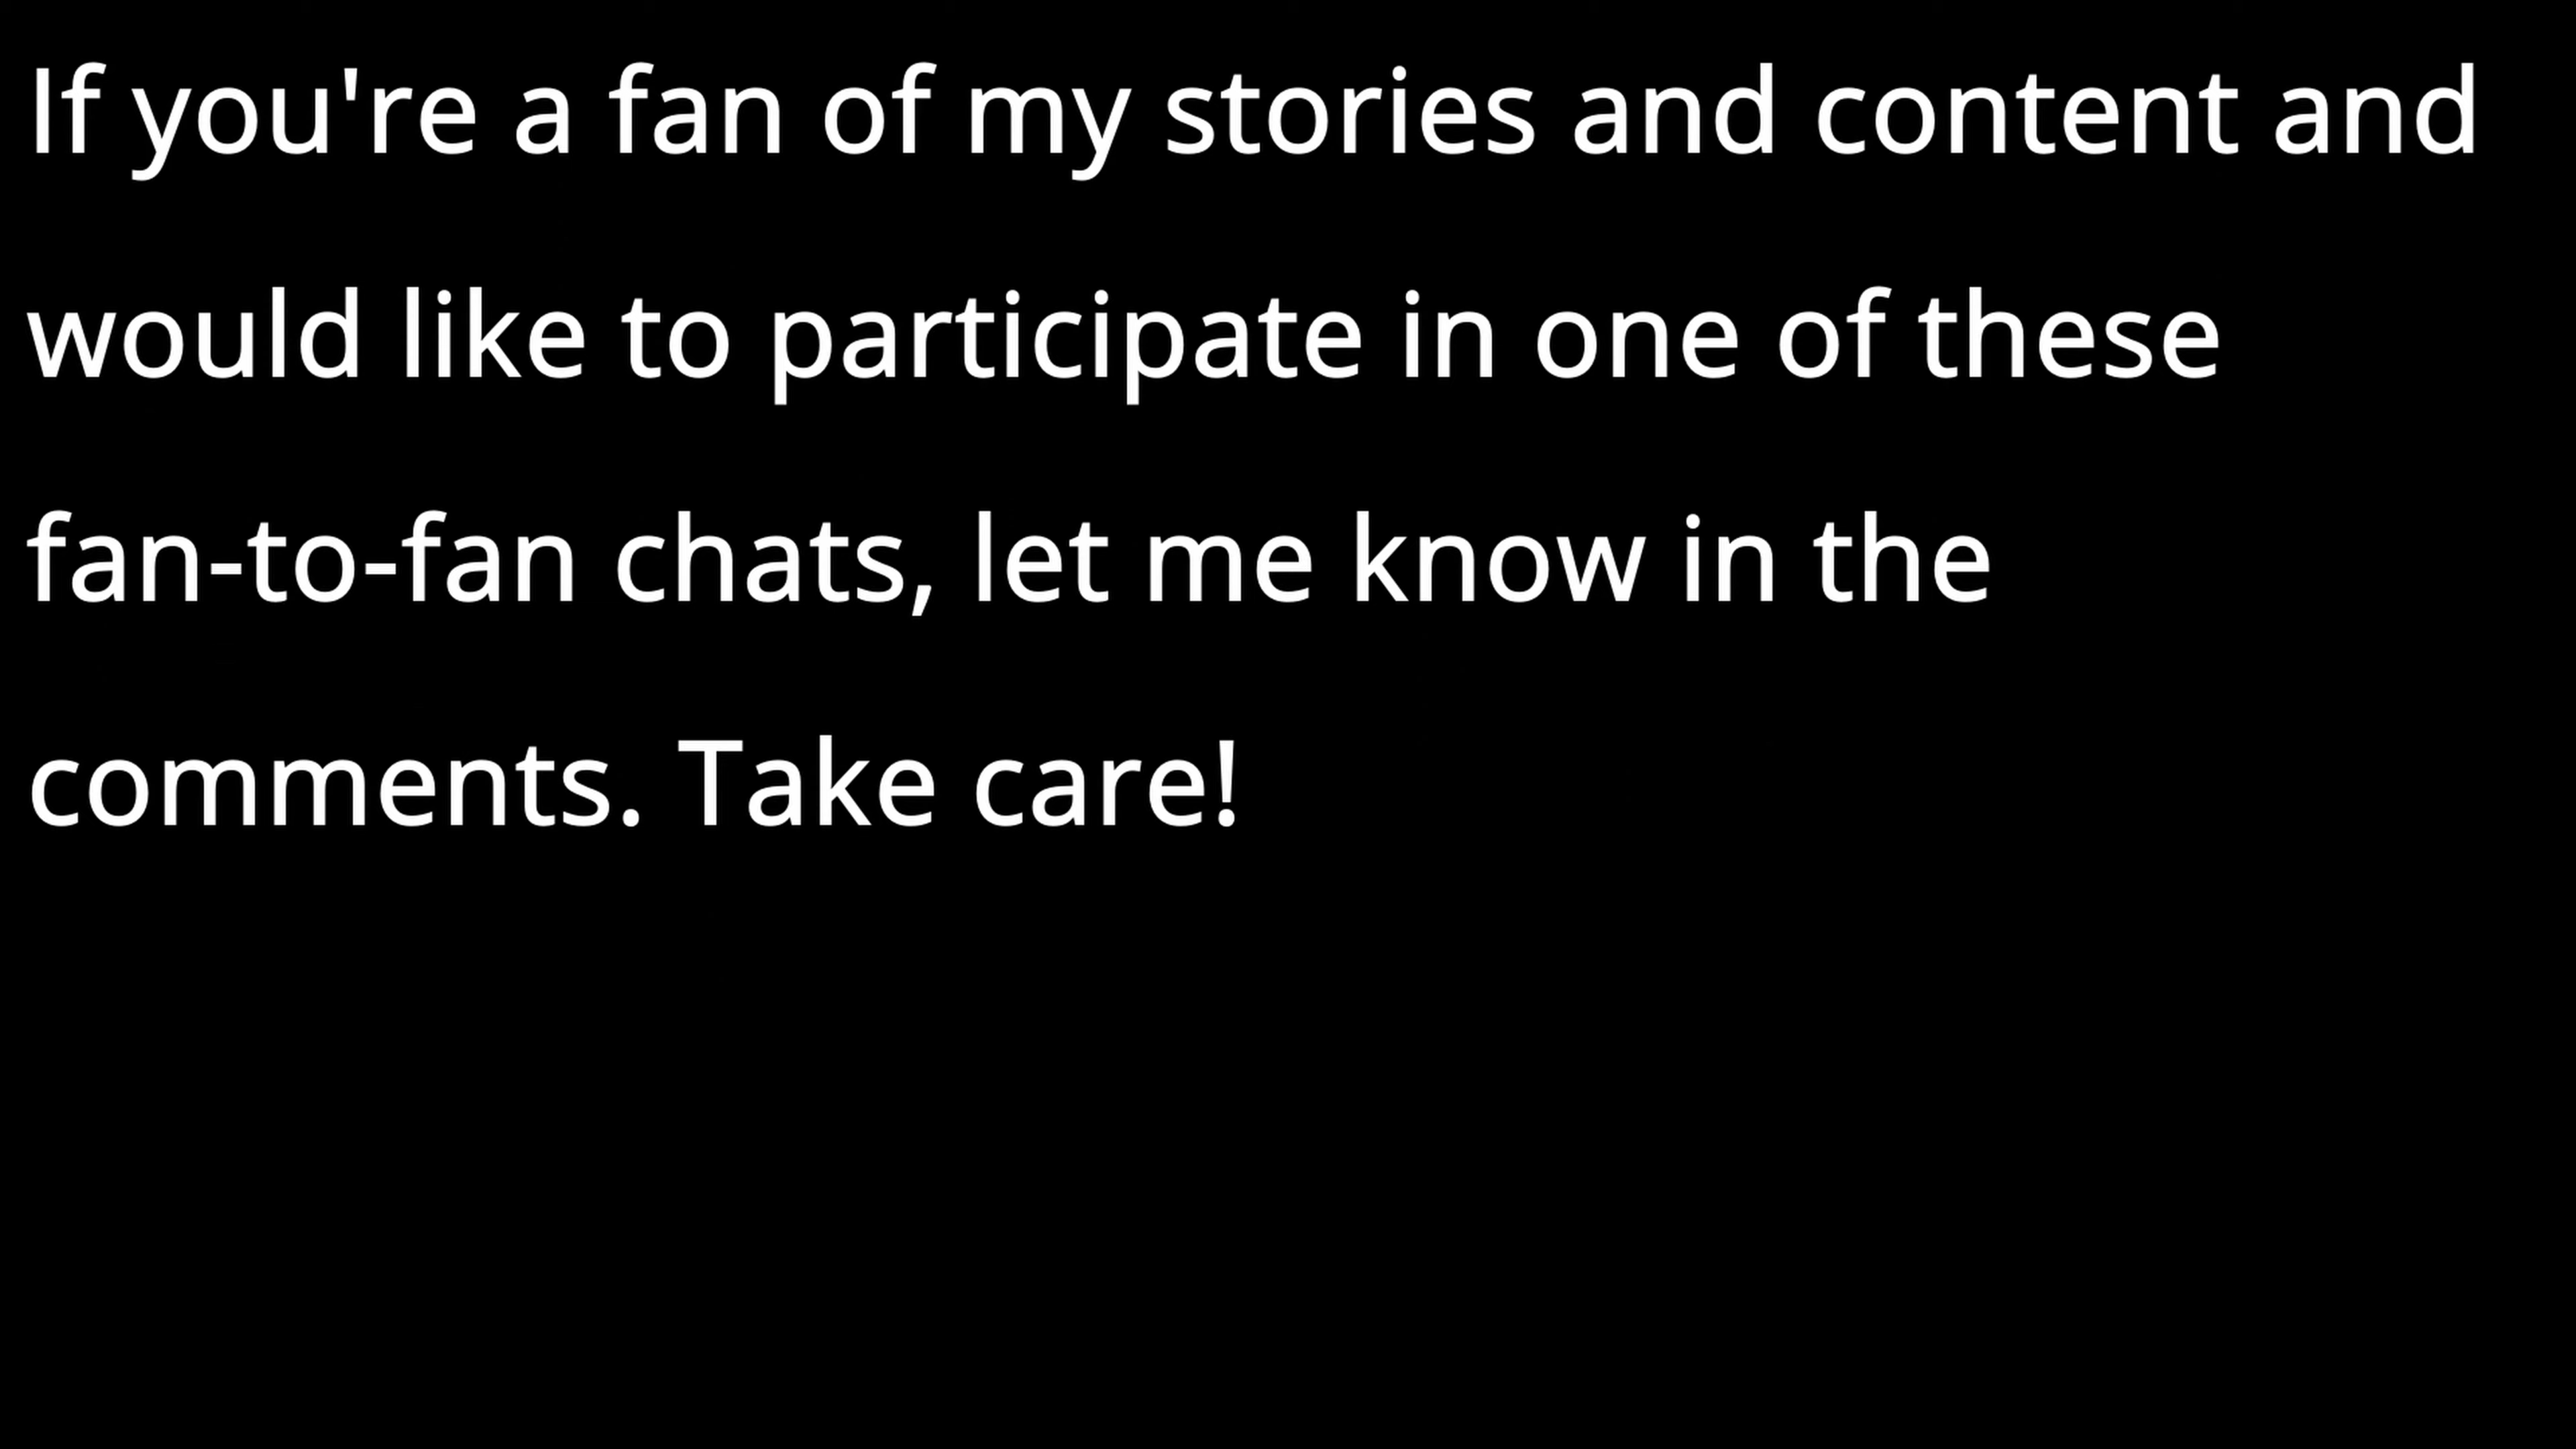 If you're a fan of my stories and content and
would like to participate in one of these
fan-to-fan chats, let me know in the
comments. Take care!